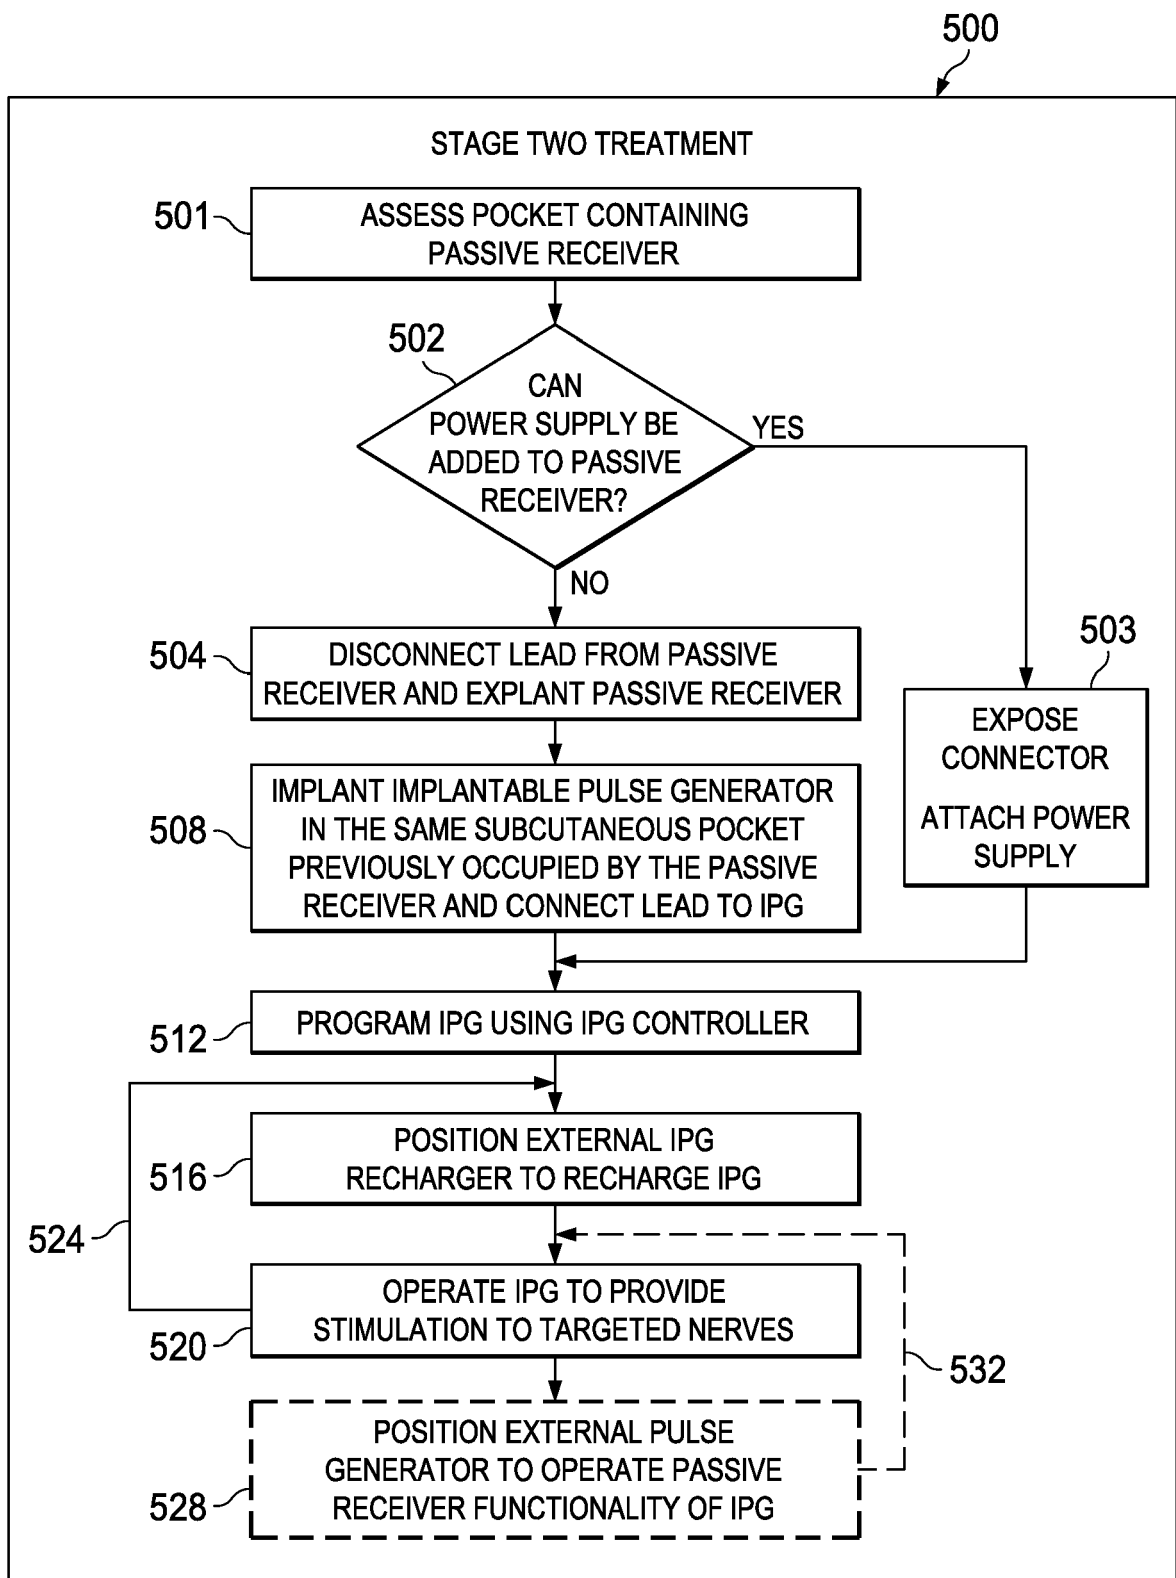 500
STAGE TWO TREATMENT
501
ASSESS POCKET CONTAINING
PASSIVE RECEIVER
502
CAN
POWER SUPPLY BE
ADDED TO PASSIVE
RECEIVER?
YES
NO
503
EXPOSE
CONNECTOR
ATTACH POWER
SUPPLY
504
DISCONNECT LEAD FROM PASSIVE
RECEIVER AND EXPLANT PASSIVE RECEIVER
508
IMPLANT IMPLANTABLE PULSE GENERATOR
IN THE SAME SUBCUTANEOUS POCKET
PREVIOUSLY OCCUPIED BY THE PASSIVE
RECEIVER AND CONNECT LEAD TO IPG
512
PROGRAM IPG USING IPG CONTROLLER
516
POSITION EXTERNAL IPG
RECHARGER TO RECHARGE IPG
524
520
OPERATE IPG TO PROVIDE
STIMULATION TO TARGETED NERVES
532
528
POSITION EXTERNAL PULSE
GENERATOR TO OPERATE PASSIVE
RECEIVER FUNCTIONALITY OF IPG